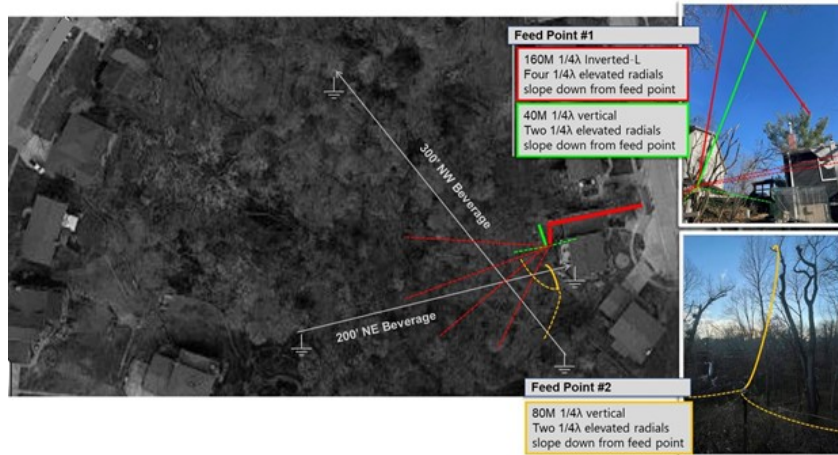 Feed Point #1
160M 1/4λ Inverted-L
Four 1/4λ elevated radials
slope down from feed point
40M 1/4λ vertical
Two 1/4λ elevated radials
slope down from feed point
300' NW Beverage
200' NE Beverage
Feed Point #2
80M 1/4λ vertical
Two 1/4λ elevated radials
slope down from feed point